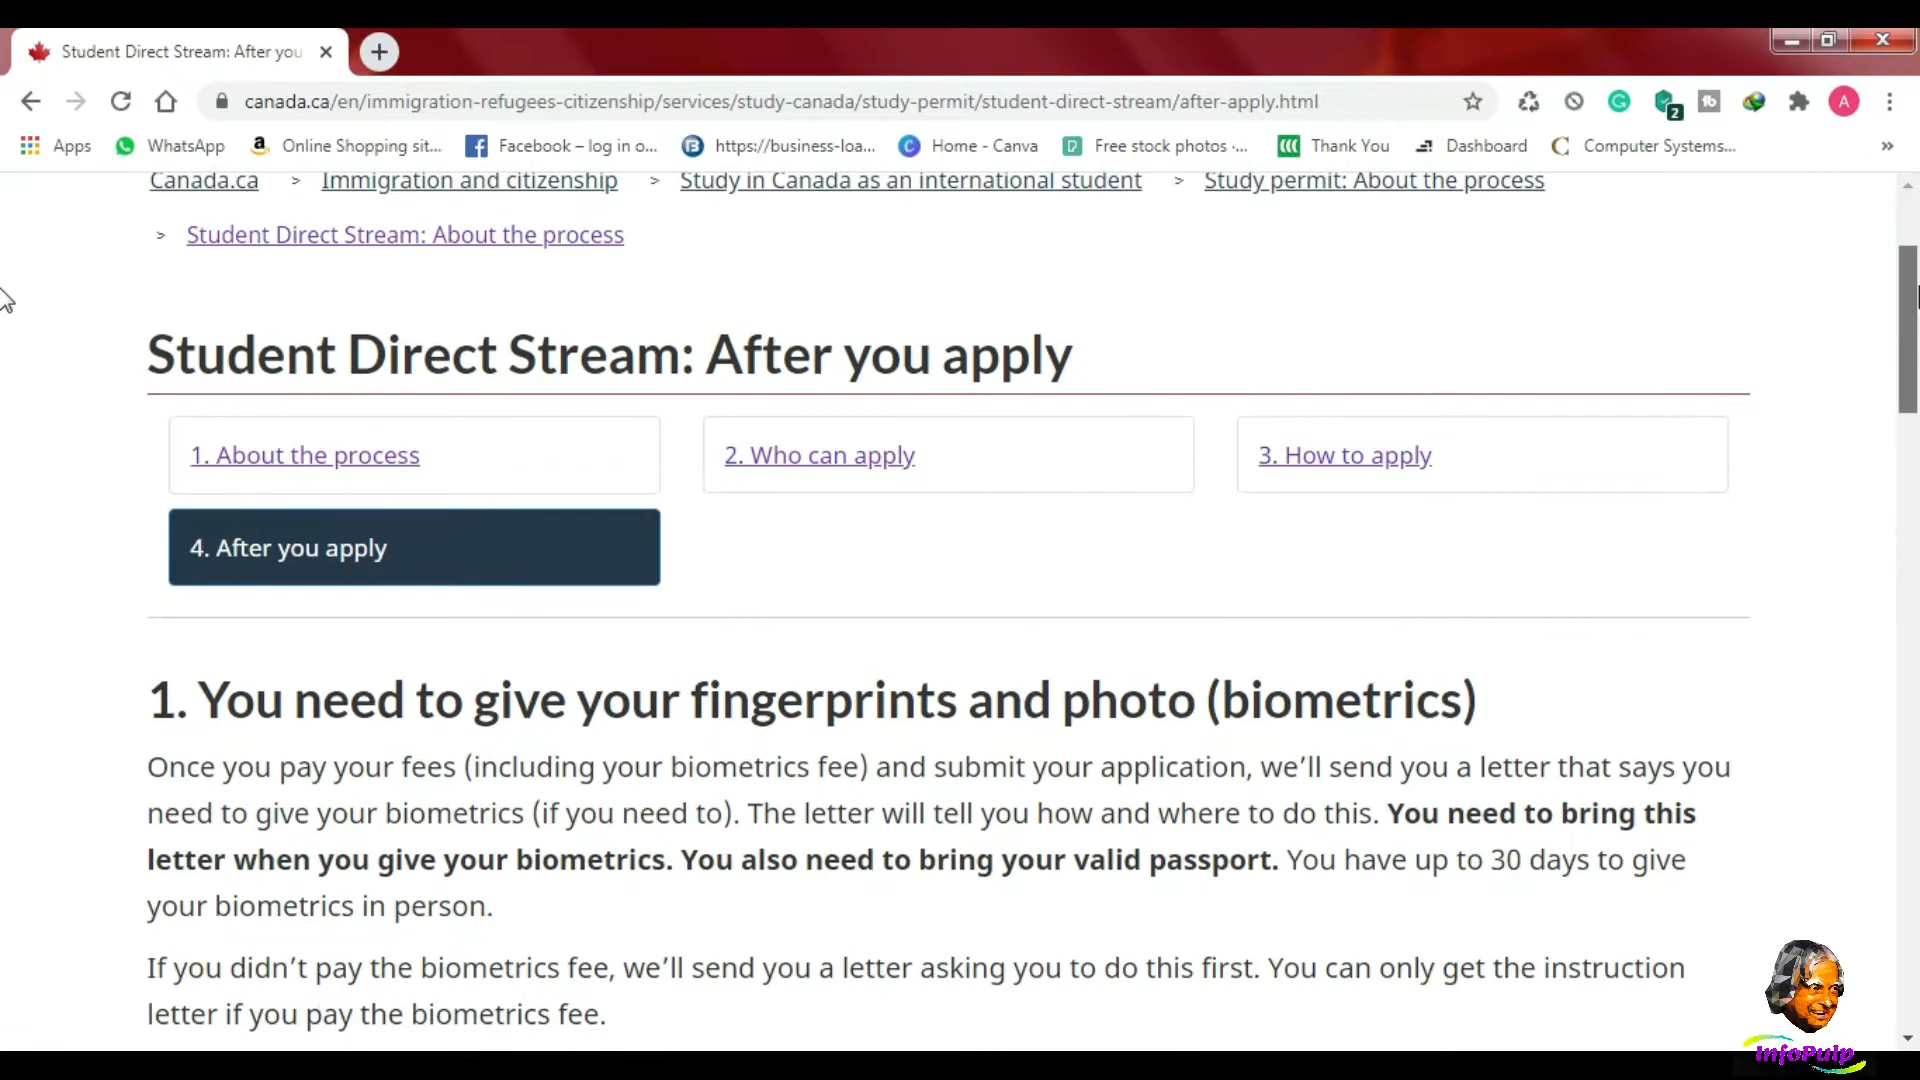 Student Direct Stream: After you
canada.ca/en/immigration-refugees-citizenship/services/study-canada/study-permit/student-direct-stream/after-apply.html
2
A
Apps WhatsApp Online Shopping sit... Facebook – log in o... https://business-loa... Home - Canva Free stock photos ·... Thank You Dashboard Computer Systems... »
Canada.ca > Immigration and citizenship > Study in Canada as an international student > Study permit: About the process
> Student Direct Stream: About the process
Student Direct Stream: After you apply
1. About the process 2. Who can apply 3. How to apply
4. After you apply
1. You need to give your fingerprints and photo (biometrics)
Once you pay your fees (including your biometrics fee) and submit your application, we’ll send you a letter that says you
need to give your biometrics (if you need to). The letter will tell you how and where to do this. You need to bring this
letter when you give your biometrics. You also need to bring your valid passport. You have up to 30 days to give
your biometrics in person.
If you didn’t pay the biometrics fee, we’ll send you a letter asking you to do this first. You can only get the instruction
letter if you pay the biometrics fee.
InfoPulp